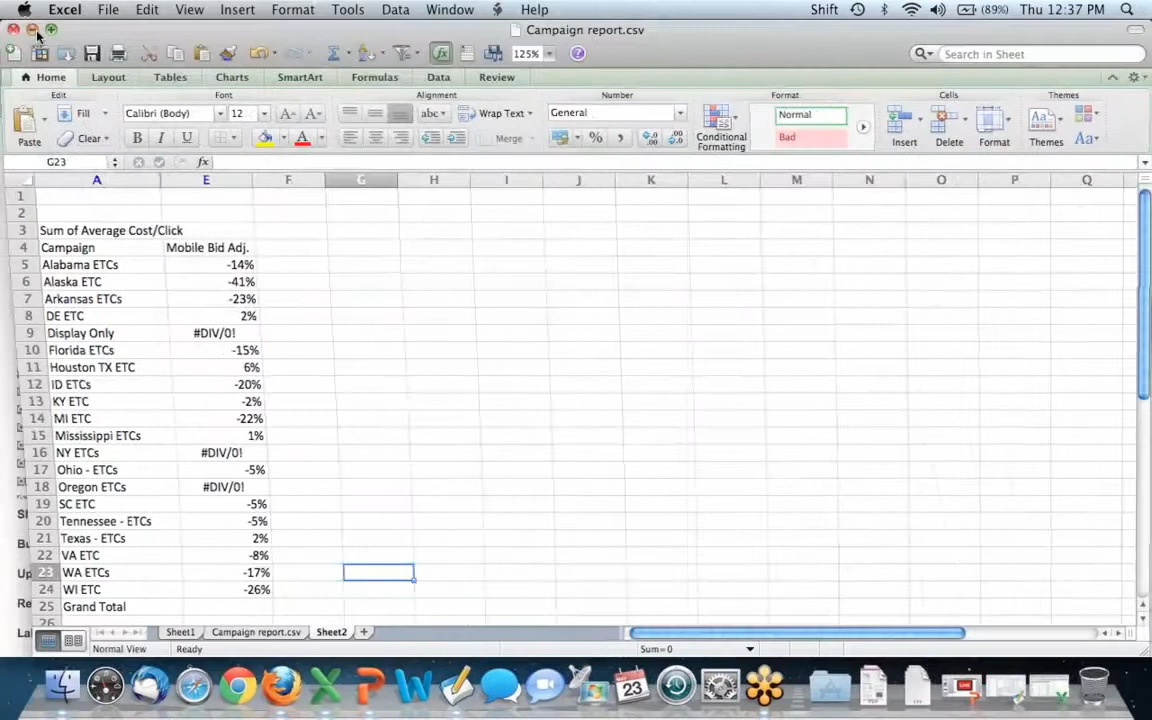 Excel File Edit View Insert Format Tools Data Window Help Shift (89%) Thu 12:37 PM
Campaign report.csv
125% Search in Sheet
Home Layout Tables Charts SmartArt Formulas Data Review
Edit Font Alignment Number Format Cells Themes
Fill Calibri (Body) 12 A A abc Wrap Text General Normal
Paste Clear B I U A Merge % Conditional Formatting Bad Insert Delete Format Themes Aa
G23 fx
A E F G H I J K L M N O P Q
1
2
3 Sum of Average Cost/Click
4 Campaign Mobile Bid Adj.
5 Alabama ETCs -14%
6 Alaska ETC -41%
7 Arkansas ETCs -23%
8 DE ETC 2%
9 Display Only #DIV/0!
10 Florida ETCs -15%
11 Houston TX ETC 6%
12 ID ETCs -20%
13 KY ETC -2%
14 MI ETC -22%
15 Mississippi ETCs 1%
16 NY ETCs #DIV/0!
17 Ohio - ETCs -5%
18 Oregon ETCs #DIV/0!
19 SC ETC -5%
20 Tennessee - ETCs -5%
21 Texas - ETCs 2%
22 VA ETC -8%
23 WA ETCs -17%
24 WI ETC -26%
25 Grand Total
26
Sheet1 Campaign report.csv Sheet2
Normal View Ready Sum=0
23